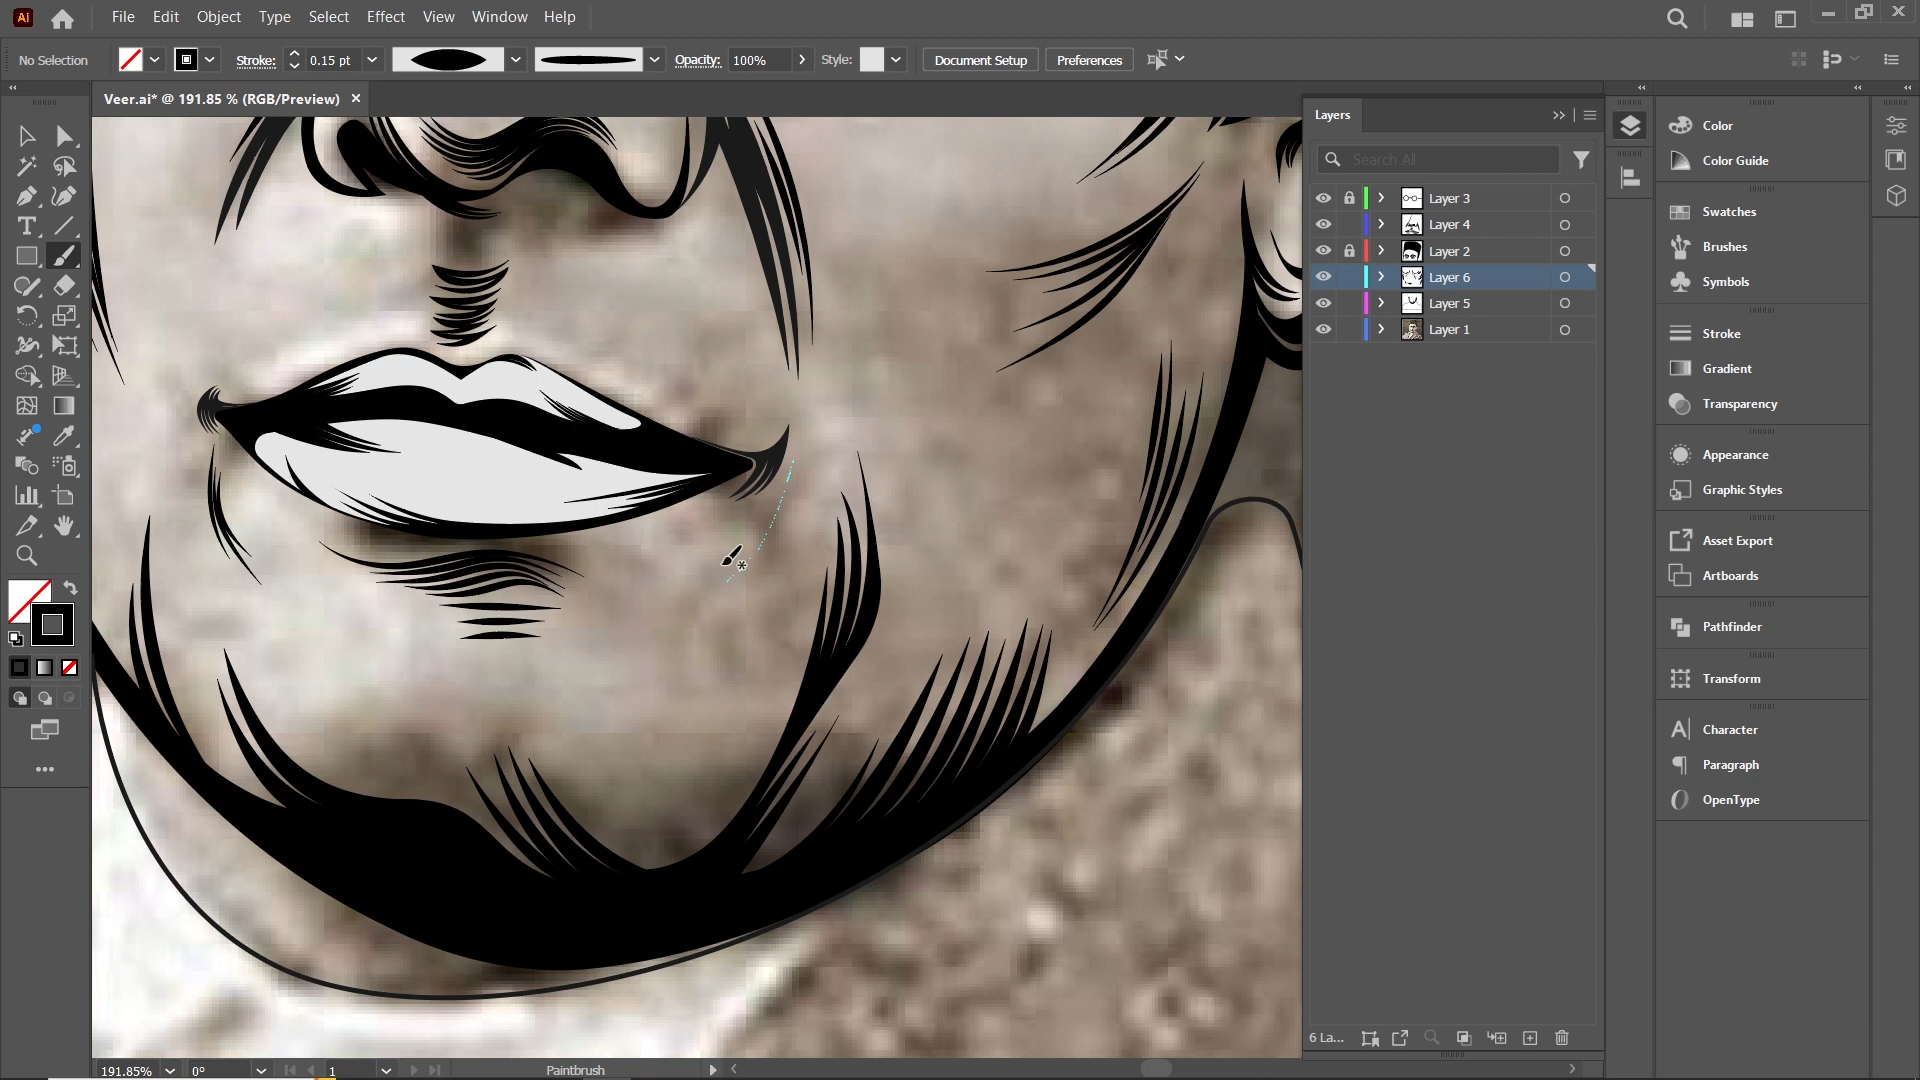 Ai File Edit Object Type Select Effect View Window Help
No Selection Stroke: 0.15 pt Opacity: 100% Style: Document Setup Preferences
Veer.ai* @ 191.85 % (RGB/Preview)
Layers
Search All
Layer 3
Layer 4
Layer 2
Layer 6
Layer 5
Layer 1
6 La...
Color
Color Guide
Swatches
Brushes
Symbols
Stroke
Gradient
Transparency
Appearance
Graphic Styles
Asset Export
Artboards
Pathfinder
Transform
Character
Paragraph
OpenType
191.85% 0° 1 Paintbrush